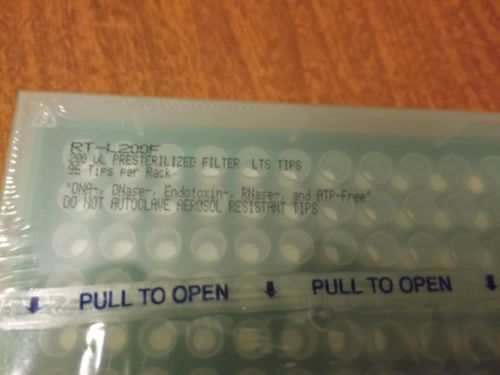 RT-L200F
200 uL PRESTERILIZED FILTER LTS TIPS
96 Tips per Rack
"DNA-, DNase-, Endotoxin-, RNase-, and ATP-Free"
DO NOT AUTOCLAVE AEROSOL RESISTANT TIPS
PULL TO OPEN PULL TO OPEN